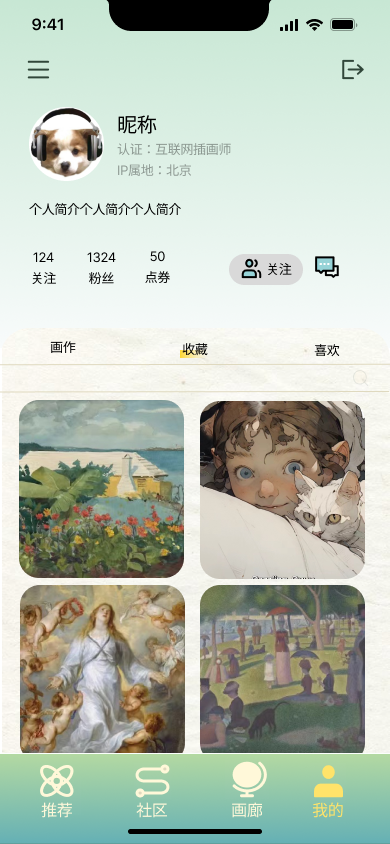 9:41
昵称
认证：互联网插画师
IP属地：北京
个人简介个人简介个人简介
124 1324 50
关注 粉丝 点券
关注
画作 收藏 喜欢
推荐 社区 画廊 我的